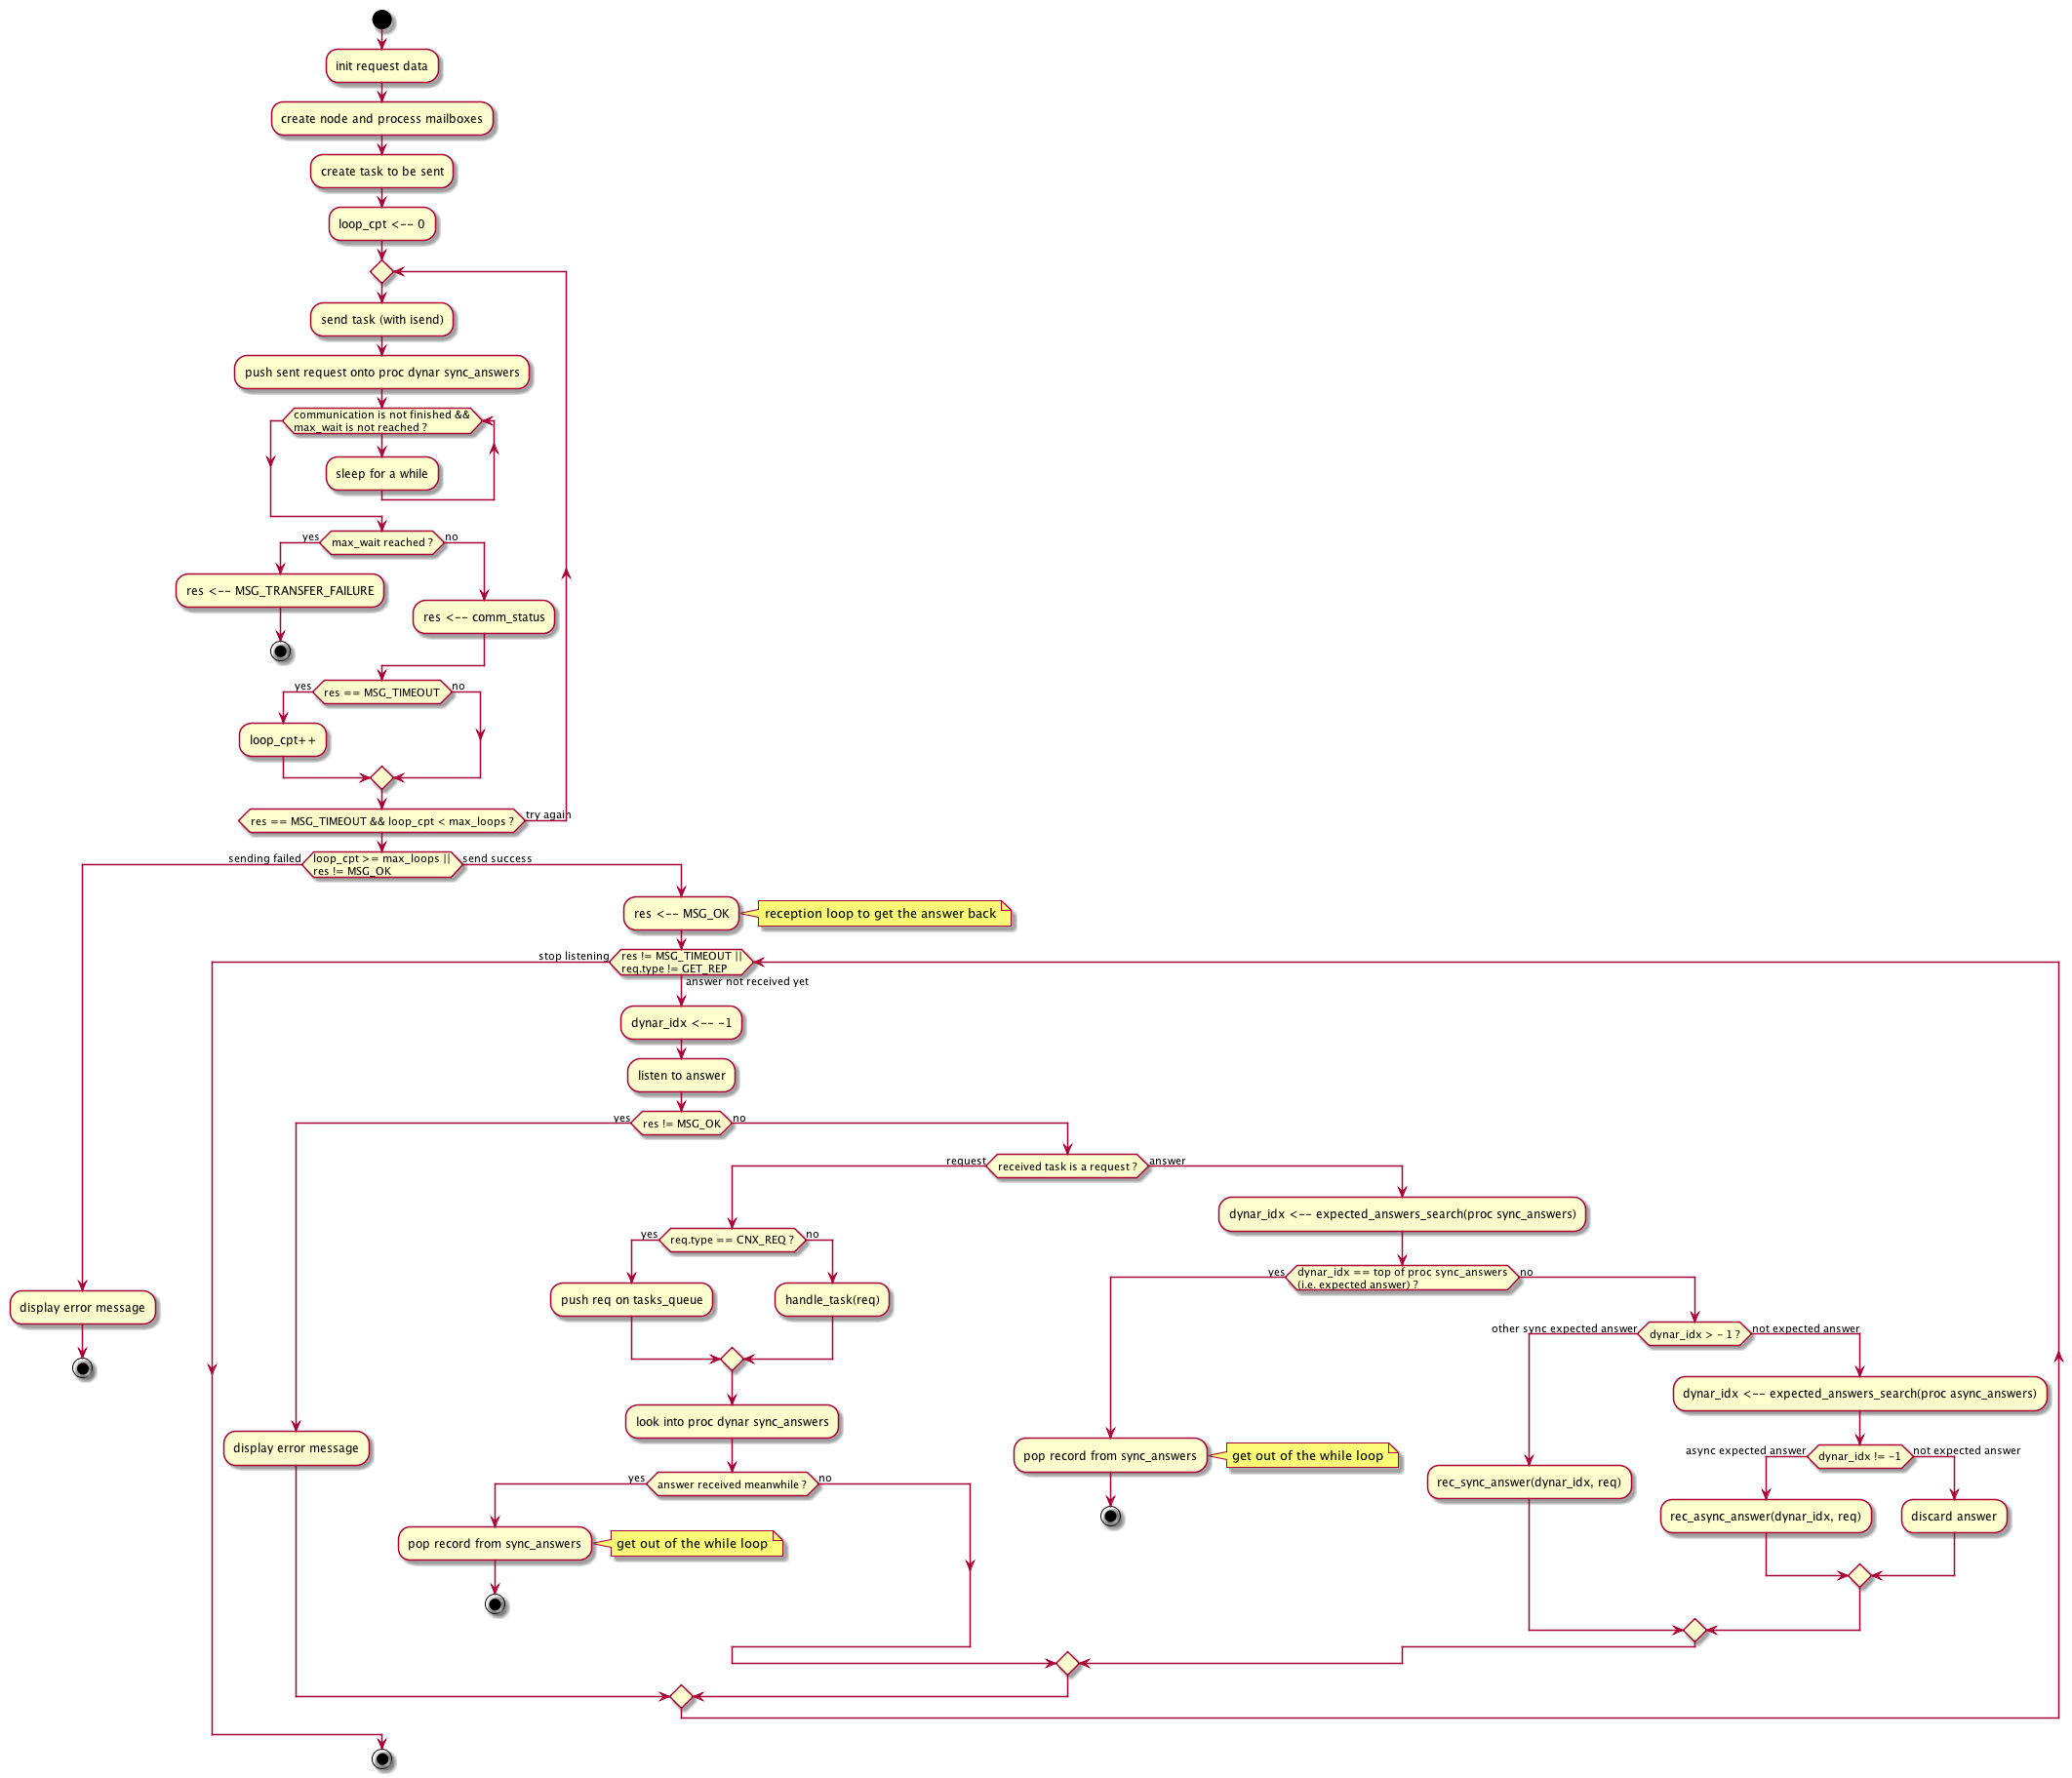 init request data
create node and process mailboxes
create task to be sent
loop_cpt <-- 0
send task (with isend)
push sent request onto proc dynar sync_answers
communication is not finished &&
max_wait is not reached ?
sleep for a while
yes
max_wait reached ?
no
res <-- MSG_TRANSFER_FAILURE
res <-- comm_status
yes
res == MSG_TIMEOUT
no
loop_cpt++
res == MSG_TIMEOUT && loop_cpt < max_loops ?
try again
sending failed
loop_cpt >= max_loops ||
res != MSG_OK
send success
res <-- MSG_OK
reception loop to get the answer back
stop listening
res != MSG_TIMEOUT ||
req.type != GET_REP
answer not received yet
dynar_idx <-- -1
listen to answer
yes
res != MSG_OK
no
request
received task is a request ?
answer
dynar_idx <-- expected_answers_search(proc sync_answers)
yes
req.type == CNX_REQ ?
no
yes
dynar_idx == top of proc sync_answers
(i.e. expected answer) ?
no
display error message
push req on tasks_queue
handle_task(req)
other sync expected answer
dynar_idx > - 1 ?
not expected answer
dynar_idx <-- expected_answers_search(proc async_answers)
look into proc dynar sync_answers
display error message
pop record from sync_answers
get out of the while loop
async expected answer
dynar_idx != -1
not expected answer
yes
answer received meanwhile ?
no
rec_sync_answer(dynar_idx, req)
rec_async_answer(dynar_idx, req)
discard answer
pop record from sync_answers
get out of the while loop